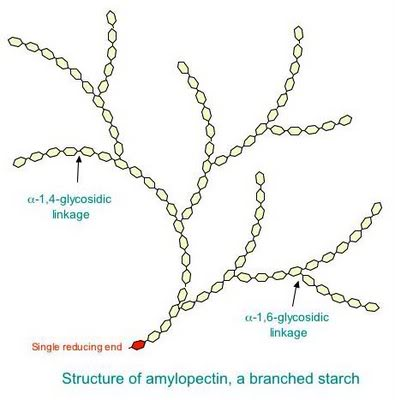 α-1,4-glycosidic
linkage
α-1,6-glycosidic
linkage
Single reducing end
Structure of amylopectin, a branched starch